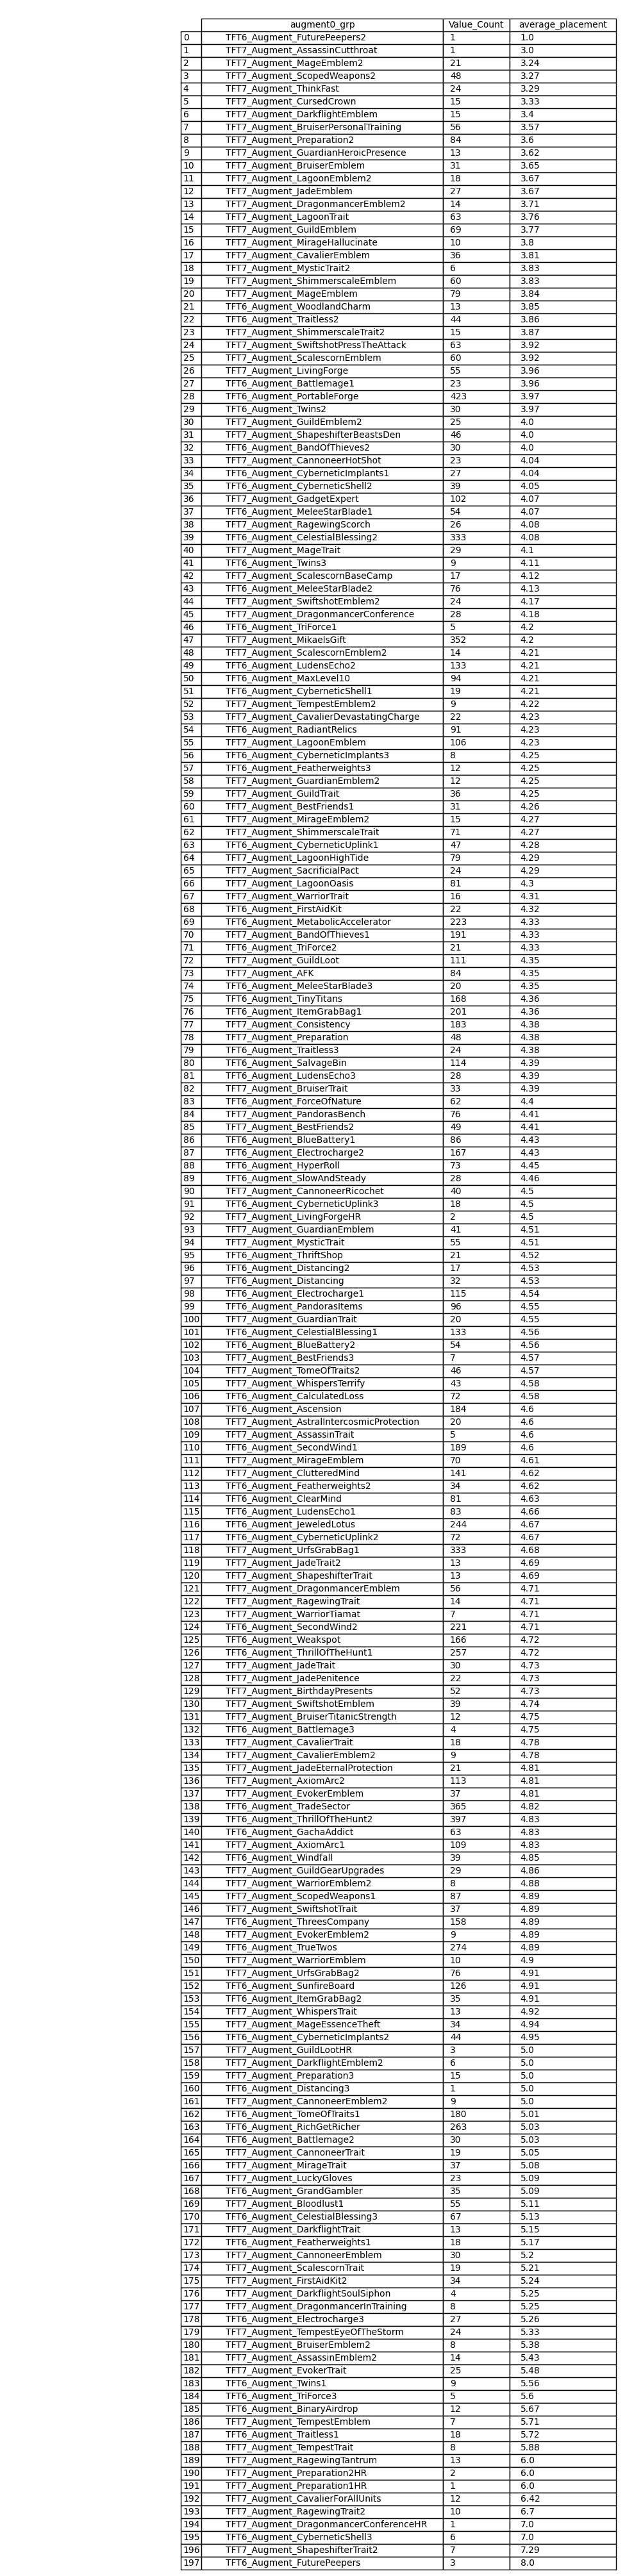 augment0_grp Value_Count average_placement
0 TFT6_Augment_FuturePeepers2 1 1.0
1 TFT7_Augment_AssassinCutthroat 1 3.0
2 TFT7_Augment_MageEmblem2 21 3.24
3 TFT7_Augment_ScopedWeapons2 48 3.27
4 TFT7_Augment_ThinkFast 24 3.29
5 TFT7_Augment_CursedCrown 15 3.33
6 TFT7_Augment_DarkflightEmblem 15 3.4
7 TFT7_Augment_BruiserPersonalTraining 56 3.57
8 TFT7_Augment_Preparation2 84 3.6
9 TFT7_Augment_GuardianHeroicPresence 13 3.62
10 TFT7_Augment_BruiserEmblem 31 3.65
11 TFT7_Augment_LagoonEmblem2 18 3.67
12 TFT7_Augment_JadeEmblem 27 3.67
13 TFT7_Augment_DragonmancerEmblem2 14 3.71
14 TFT7_Augment_LagoonTrait 63 3.76
15 TFT7_Augment_GuildEmblem 69 3.77
16 TFT7_Augment_MirageHallucinate 10 3.8
17 TFT7_Augment_CavalierEmblem 36 3.81
18 TFT7_Augment_MysticTrait2 6 3.83
19 TFT7_Augment_ShimmerscaleEmblem 60 3.83
20 TFT7_Augment_MageEmblem 79 3.84
21 TFT6_Augment_WoodlandCharm 13 3.85
22 TFT6_Augment_Traitless2 44 3.86
23 TFT7_Augment_ShimmerscaleTrait2 15 3.87
24 TFT7_Augment_SwiftshotPressTheAttack 63 3.92
25 TFT7_Augment_ScalescornEmblem 60 3.92
26 TFT7_Augment_LivingForge 55 3.96
27 TFT6_Augment_Battlemage1 23 3.96
28 TFT6_Augment_PortableForge 423 3.97
29 TFT6_Augment_Twins2 30 3.97
30 TFT7_Augment_GuildEmblem2 25 4.0
31 TFT7_Augment_ShapeshifterBeastsDen 46 4.0
32 TFT6_Augment_BandOfThieves2 30 4.0
33 TFT7_Augment_CannoneerHotShot 23 4.04
34 TFT6_Augment_CyberneticImplants1 27 4.04
35 TFT6_Augment_CyberneticShell2 39 4.05
36 TFT7_Augment_GadgetExpert 102 4.07
37 TFT6_Augment_MeleeStarBlade1 54 4.07
38 TFT7_Augment_RagewingScorch 26 4.08
39 TFT6_Augment_CelestialBlessing2 333 4.08
40 TFT7_Augment_MageTrait 29 4.1
41 TFT6_Augment_Twins3 9 4.11
42 TFT7_Augment_ScalescornBaseCamp 17 4.12
43 TFT6_Augment_MeleeStarBlade2 76 4.13
44 TFT7_Augment_SwiftshotEmblem2 24 4.17
45 TFT7_Augment_DragonmancerConference 28 4.18
46 TFT6_Augment_TriForce1 5 4.2
47 TFT7_Augment_MikaelsGift 352 4.2
48 TFT7_Augment_ScalescornEmblem2 14 4.21
49 TFT6_Augment_LudensEcho2 133 4.21
50 TFT6_Augment_MaxLevel10 94 4.21
51 TFT6_Augment_CyberneticShell1 19 4.21
52 TFT7_Augment_TempestEmblem2 9 4.22
53 TFT7_Augment_CavalierDevastatingCharge 22 4.23
54 TFT6_Augment_RadiantRelics 91 4.23
55 TFT7_Augment_LagoonEmblem 106 4.23
56 TFT6_Augment_CyberneticImplants3 8 4.25
57 TFT6_Augment_Featherweights3 12 4.25
58 TFT7_Augment_GuardianEmblem2 12 4.25
59 TFT7_Augment_GuildTrait 36 4.25
60 TFT7_Augment_BestFriends1 31 4.26
61 TFT7_Augment_MirageEmblem2 15 4.27
62 TFT7_Augment_ShimmerscaleTrait 71 4.27
63 TFT6_Augment_CyberneticUplink1 47 4.28
64 TFT7_Augment_LagoonHighTide 79 4.29
65 TFT7_Augment_SacrificialPact 24 4.29
66 TFT7_Augment_LagoonOasis 81 4.3
67 TFT7_Augment_WarriorTrait 16 4.31
68 TFT6_Augment_FirstAidKit 22 4.32
69 TFT6_Augment_MetabolicAccelerator 223 4.33
70 TFT7_Augment_BandOfThieves1 191 4.33
71 TFT6_Augment_TriForce2 21 4.33
72 TFT7_Augment_GuildLoot 111 4.35
73 TFT7_Augment_AFK 84 4.35
74 TFT6_Augment_MeleeStarBlade3 20 4.35
75 TFT6_Augment_TinyTitans 168 4.36
76 TFT6_Augment_ItemGrabBag1 201 4.36
77 TFT7_Augment_Consistency 183 4.38
78 TFT7_Augment_Preparation 48 4.38
79 TFT6_Augment_Traitless3 24 4.38
80 TFT6_Augment_SalvageBin 114 4.39
81 TFT6_Augment_LudensEcho3 28 4.39
82 TFT7_Augment_BruiserTrait 33 4.39
83 TFT6_Augment_ForceOfNature 62 4.4
84 TFT7_Augment_PandorasBench 76 4.41
85 TFT7_Augment_BestFriends2 49 4.41
86 TFT6_Augment_BlueBattery1 86 4.43
87 TFT6_Augment_Electrocharge2 167 4.43
88 TFT6_Augment_HyperRoll 73 4.45
89 TFT6_Augment_SlowAndSteady 28 4.46
90 TFT7_Augment_CannoneerRicochet 40 4.5
91 TFT6_Augment_CyberneticUplink3 18 4.5
92 TFT7_Augment_LivingForgeHR 2 4.5
93 TFT7_Augment_GuardianEmblem 41 4.51
94 TFT7_Augment_MysticTrait 55 4.51
95 TFT6_Augment_ThriftShop 21 4.52
96 TFT6_Augment_Distancing2 17 4.53
97 TFT6_Augment_Distancing 32 4.53
98 TFT6_Augment_Electrocharge1 115 4.54
99 TFT6_Augment_PandorasItems 96 4.55
100 TFT7_Augment_GuardianTrait 20 4.55
101 TFT6_Augment_CelestialBlessing1 133 4.56
102 TFT6_Augment_BlueBattery2 54 4.56
103 TFT7_Augment_BestFriends3 7 4.57
104 TFT7_Augment_TomeOfTraits2 46 4.57
105 TFT7_Augment_WhispersTerrify 43 4.58
106 TFT6_Augment_CalculatedLoss 72 4.58
107 TFT6_Augment_Ascension 184 4.6
108 TFT7_Augment_AstralIntercosmicProtection 20 4.6
109 TFT7_Augment_AssassinTrait 5 4.6
110 TFT6_Augment_SecondWind1 189 4.6
111 TFT7_Augment_MirageEmblem 70 4.61
112 TFT7_Augment_ClutteredMind 141 4.62
113 TFT6_Augment_Featherweights2 34 4.62
114 TFT6_Augment_ClearMind 81 4.63
115 TFT6_Augment_LudensEcho1 83 4.66
116 TFT6_Augment_JeweledLotus 244 4.67
117 TFT6_Augment_CyberneticUplink2 72 4.67
118 TFT7_Augment_UrfsGrabBag1 333 4.68
119 TFT7_Augment_JadeTrait2 13 4.69
120 TFT7_Augment_ShapeshifterTrait 13 4.69
121 TFT7_Augment_DragonmancerEmblem 56 4.71
122 TFT7_Augment_RagewingTrait 14 4.71
123 TFT7_Augment_WarriorTiamat 7 4.71
124 TFT6_Augment_SecondWind2 221 4.71
125 TFT6_Augment_Weakspot 166 4.72
126 TFT6_Augment_ThrillOfTheHunt1 257 4.72
127 TFT7_Augment_JadeTrait 30 4.73
128 TFT7_Augment_JadePenitence 22 4.73
129 TFT7_Augment_BirthdayPresents 52 4.73
130 TFT7_Augment_SwiftshotEmblem 39 4.74
131 TFT7_Augment_BruiserTitanicStrength 12 4.75
132 TFT6_Augment_Battlemage3 4 4.75
133 TFT7_Augment_CavalierTrait 18 4.78
134 TFT7_Augment_CavalierEmblem2 9 4.78
135 TFT7_Augment_JadeEternalProtection 21 4.81
136 TFT7_Augment_AxiomArc2 113 4.81
137 TFT7_Augment_EvokerEmblem 37 4.81
138 TFT6_Augment_TradeSector 365 4.82
139 TFT6_Augment_ThrillOfTheHunt2 397 4.83
140 TFT7_Augment_GachaAddict 63 4.83
141 TFT7_Augment_AxiomArc1 109 4.83
142 TFT6_Augment_Windfall 39 4.85
143 TFT7_Augment_GuildGearUpgrades 29 4.86
144 TFT7_Augment_WarriorEmblem2 8 4.88
145 TFT7_Augment_ScopedWeapons1 87 4.89
146 TFT7_Augment_SwiftshotTrait 37 4.89
147 TFT6_Augment_ThreesCompany 158 4.89
148 TFT7_Augment_EvokerEmblem2 9 4.89
149 TFT6_Augment_TrueTwos 274 4.89
150 TFT7_Augment_WarriorEmblem 10 4.9
151 TFT7_Augment_UrfsGrabBag2 76 4.91
152 TFT6_Augment_SunfireBoard 126 4.91
153 TFT6_Augment_ItemGrabBag2 35 4.91
154 TFT7_Augment_WhispersTrait 13 4.92
155 TFT7_Augment_MageEssenceTheft 34 4.94
156 TFT6_Augment_CyberneticImplants2 44 4.95
157 TFT7_Augment_GuildLootHR 3 5.0
158 TFT7_Augment_DarkflightEmblem2 6 5.0
159 TFT7_Augment_Preparation3 15 5.0
160 TFT6_Augment_Distancing3 1 5.0
161 TFT7_Augment_CannoneerEmblem2 9 5.0
162 TFT6_Augment_TomeOfTraits1 180 5.01
163 TFT6_Augment_RichGetRicher 263 5.03
164 TFT6_Augment_Battlemage2 30 5.03
165 TFT7_Augment_CannoneerTrait 19 5.05
166 TFT7_Augment_MirageTrait 37 5.08
167 TFT7_Augment_LuckyGloves 23 5.09
168 TFT6_Augment_GrandGambler 35 5.09
169 TFT7_Augment_Bloodlust1 55 5.11
170 TFT6_Augment_CelestialBlessing3 67 5.13
171 TFT7_Augment_DarkflightTrait 13 5.15
172 TFT6_Augment_Featherweights1 18 5.17
173 TFT7_Augment_CannoneerEmblem 30 5.2
174 TFT7_Augment_ScalescornTrait 19 5.21
175 TFT7_Augment_FirstAidKit2 34 5.24
176 TFT7_Augment_DarkflightSoulSiphon 4 5.25
177 TFT7_Augment_DragonmancerInTraining 8 5.25
178 TFT6_Augment_Electrocharge3 27 5.26
179 TFT7_Augment_TempestEyeOfTheStorm 24 5.33
180 TFT7_Augment_BruiserEmblem2 8 5.38
181 TFT7_Augment_AssassinEmblem2 14 5.43
182 TFT7_Augment_EvokerTrait 25 5.48
183 TFT6_Augment_Twins1 9 5.56
184 TFT6_Augment_TriForce3 5 5.6
185 TFT6_Augment_BinaryAirdrop 12 5.67
186 TFT7_Augment_TempestEmblem 7 5.71
187 TFT6_Augment_Traitless1 18 5.72
188 TFT7_Augment_TempestTrait 8 5.88
189 TFT7_Augment_RagewingTantrum 13 6.0
190 TFT7_Augment_Preparation2HR 2 6.0
191 TFT7_Augment_Preparation1HR 1 6.0
192 TFT7_Augment_CavalierForAllUnits 12 6.42
193 TFT7_Augment_RagewingTrait2 10 6.7
194 TFT7_Augment_DragonmancerConferenceHR 1 7.0
195 TFT6_Augment_CyberneticShell3 6 7.0
196 TFT7_Augment_ShapeshifterTrait2 7 7.29
197 TFT6_Augment_FuturePeepers 3 8.0